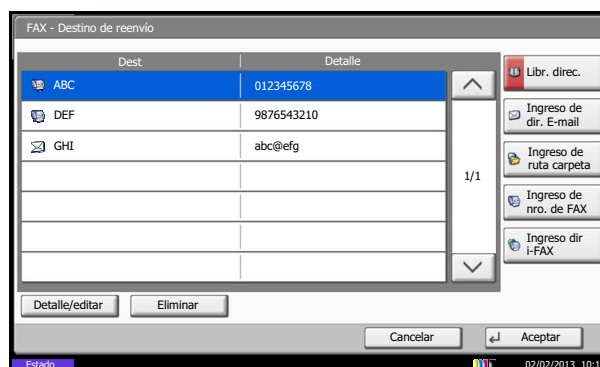 FAX - Destino de reenvío
Dest Detalle
ABC 012345678
DEF 9876543210
GHI abc@efg
1/1
Libr. direc.
Ingreso de
dir. E-mail
Ingreso de
ruta carpeta
Ingreso de
nro. de FAX
Ingreso dir
i-FAX
Detalle/editar Eliminar
Cancelar Aceptar
Estado 02/02/2013 10:1